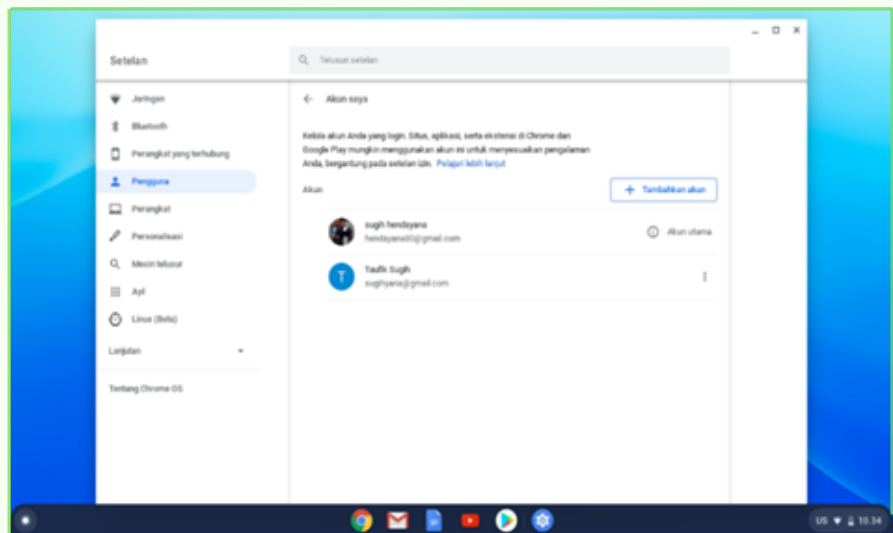 Setelan
Telusuri setelan
Jaringan
Bluetooth
Perangkat yang terhubung
Pengguna
Perangkat
Personalisasi
Mesin telusur
Apl
Linux (Beta)
Lanjutan
Tentang Chrome OS
Akun saya
Kelola akun Anda yang login. Situs, aplikasi, serta ekstensi di Chrome dan
Google Play mungkin menggunakan akun ini untuk menyesuaikan pengalaman
Anda, bergantung pada setelan izin. Pelajari lebih lanjut
Akun
+ Tambahkan akun
sugih hendayana
@gmail.com
Akun utama
T
Taufik Sugih
sugihyana@gmail.com
US 10.34